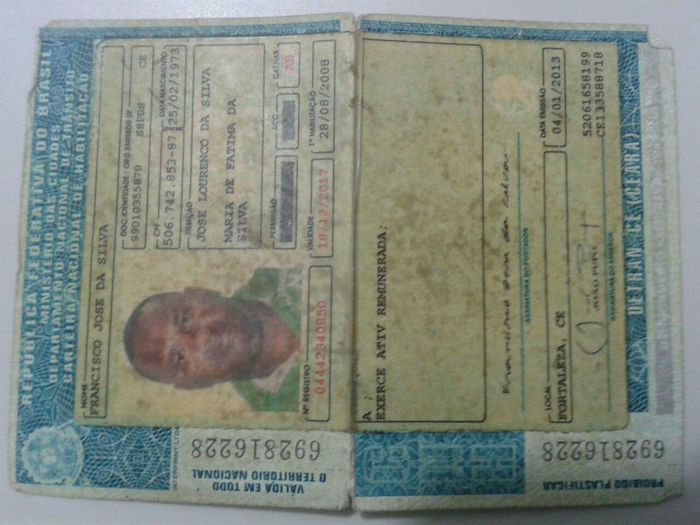 REPÚBLICA FEDERATIVA DO BRASIL
MINISTÉRIO DAS CIDADES
DEPARTAMENTO NACIONAL DE TRÂNSITO
CARTEIRA NACIONAL DE HABILITAÇÃO
NOME
FRANCISCO JOSE DA SILVA
DOC. IDENTIDADE / ORG. EMISSOR / UF
99010355870 SSPDS CE
CPF
506.742.853-87
DATA NASCIMENTO
25/02/1973
FILIAÇÃO
JOSE LOURENCO DA SILVA
MARIA DE FATIMA DA
SILVA
PERMISSÃO
ACC
CAT.HAB
Nº REGISTRO
04442840850
VALIDADE
18/12/2017
1ª HABILITAÇÃO
28/08/2008
VÁLIDA EM TODO
O TERRITÓRIO NACIONAL
692816228
A ;
EXERCE ATIV REMUNERADA;
ASSINATURA DO PORTADOR
LOCAL
FORTALEZA, CE
DATA EMISSÃO
04/01/2013
ASSINATURA DO EMISSOR
52061658199
CE133588718
DETRAN CE (CEARÁ)
PROIBIDO PLASTIFICAR
692816228